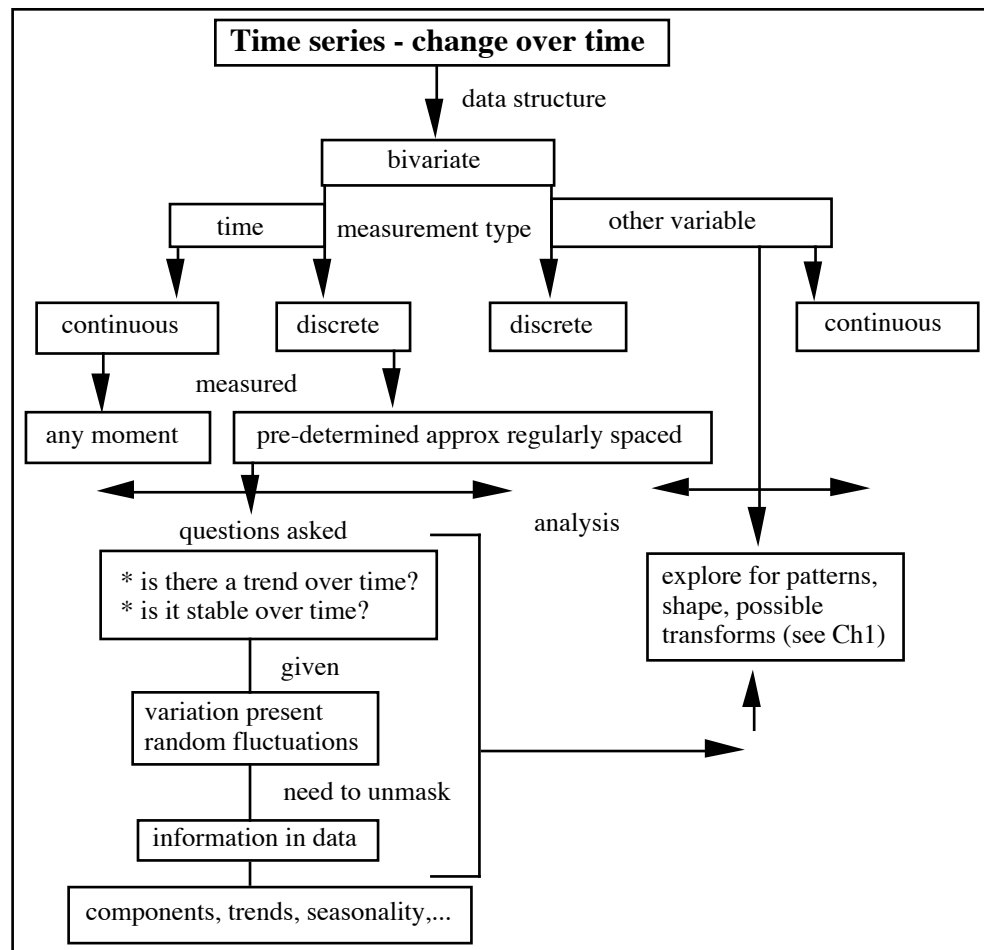 Time series - change over time
data structure
bivariate
time
measurement type
other variable
continuous
discrete
discrete
continuous
measured
any moment
pre-determined approx regularly spaced
questions asked
analysis
* is there a trend over time?
* is it stable over time?
explore for patterns,
shape, possible
transforms (see Ch1)
given
variation present
random fluctuations
need to unmask
information in data
components, trends, seasonality,...